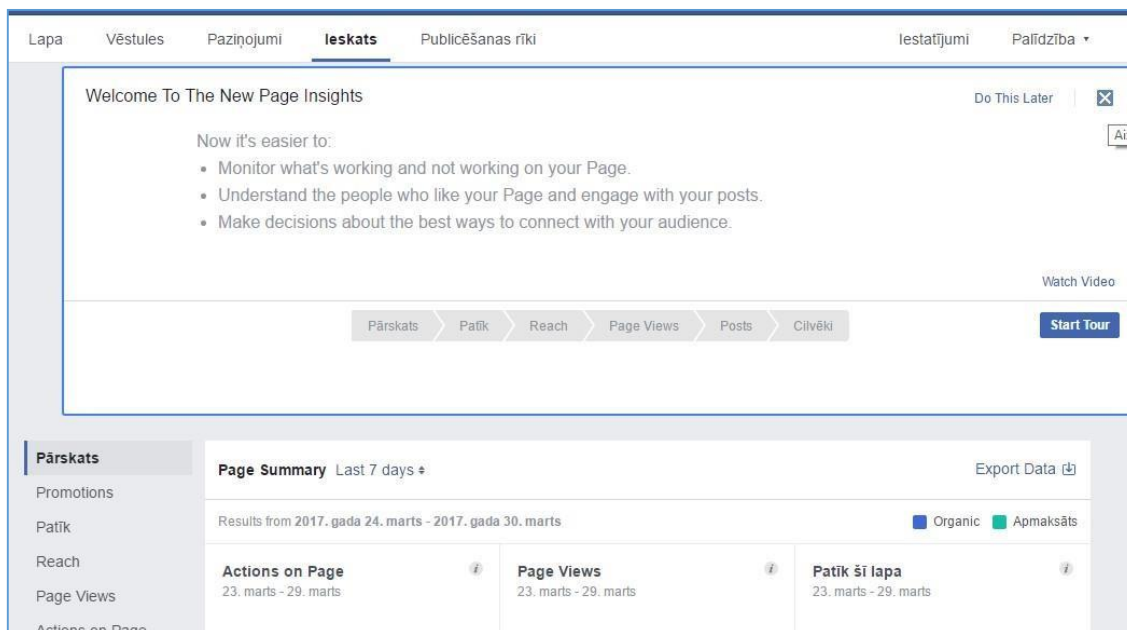 Lapa Vēstules Paziņojumi Ieskats Publicēšanas rīki Iestatījumi Palīdzība
Welcome To The New Page Insights Do This Later
Now it's easier to:
• Monitor what's working and not working on your Page.
• Understand the people who like your Page and engage with your posts.
• Make decisions about the best ways to connect with your audience.
Watch Video
Pārskats Patīk Reach Page Views Posts Cilvēki Start Tour
Pārskats
Promotions
Patīk
Reach
Page Views
Actions on Page
Page Summary Last 7 days Export Data
Results from 2017. gada 24. marts - 2017. gada 30. marts Organic Apmaksāts
Actions on Page
23. marts - 29. marts
Page Views
23. marts - 29. marts
Patīk šī lapa
23. marts - 29. marts